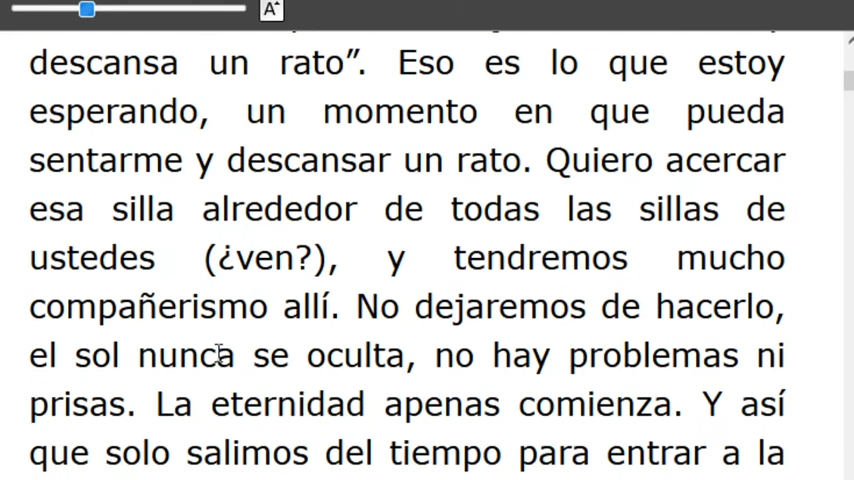 A
descansa un rato”. Eso es lo que estoy
esperando, un momento en que pueda
sentarme y descansar un rato. Quiero acercar
esa silla alrededor de todas las sillas de
ustedes (¿ven?), y tendremos mucho
compañerismo allí. No dejaremos de hacerlo,
el sol nunca se oculta, no hay problemas ni
prisas. La eternidad apenas comienza. Y así
que solo salimos del tiempo para entrar a la